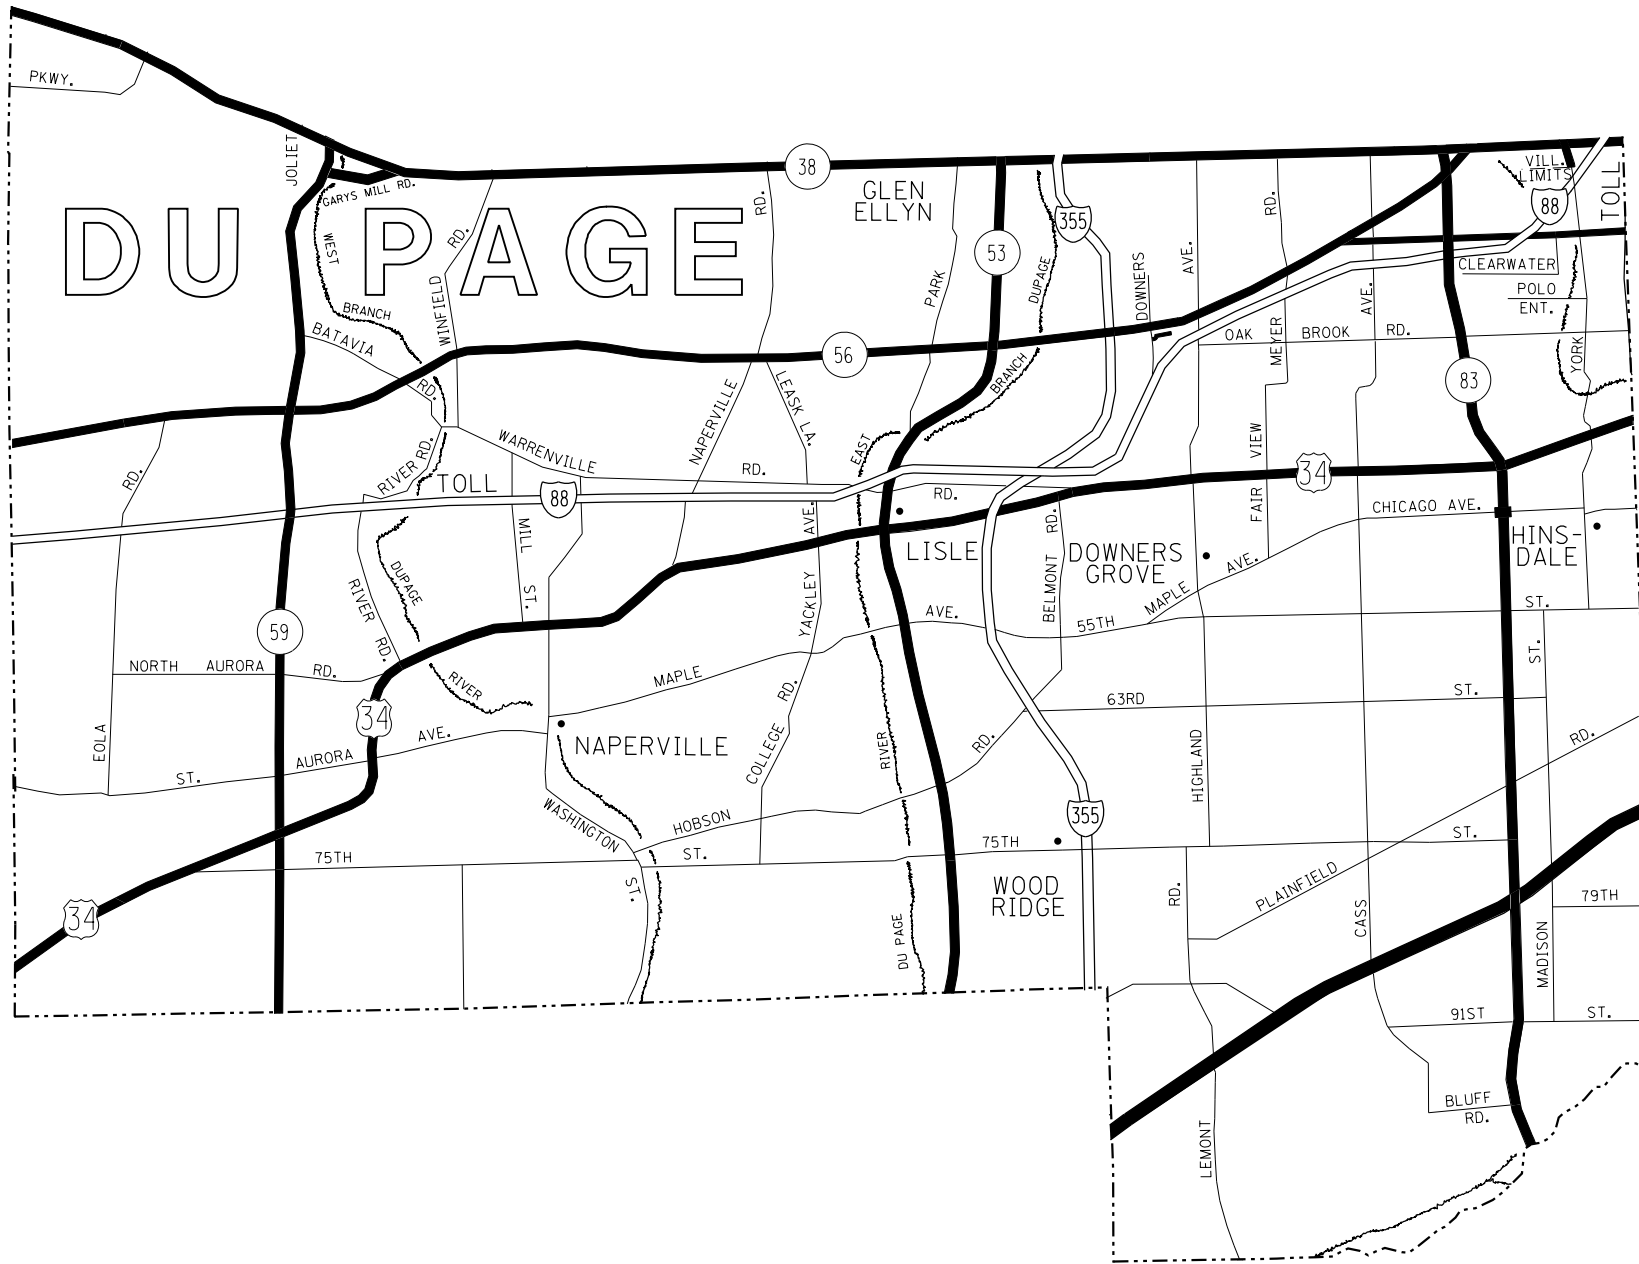 PKWY.
JOLIET
GARYS MILL RD.
38
GLEN
ELLYN
VILL.
LIMITS
TOLL
88
355
DU PAGE
WEST
BRANCH
RD.
WINFIELD
RD.
PARK
53
DUPAGE
BRANCH
DOWNERS
AVE.
RD.
MEYER
AVE.
CLEARWATER
POLO
ENT.
YORK
BATAVIA
RD.
56
OAK BROOK RD.
83
NAPERVILLE
LEASK LA.
EAST
RD.
RIVER RD.
WARRENVILLE
RD.
RD.
TOLL
88
34
FAIR VIEW
CHICAGO AVE.
HINS-
DALE
MILL
ST.
AVE.
YACKLEY
LISLE
BELMONT RD.
DOWNERS
GROVE
MAPLE
AVE.
DUPAGE
RIVER
RD.
59
AVE.
55TH
ST.
NORTH AURORA RD.
RIVER
MAPLE
RD.
COLLEGE
34
63RD
ST.
ST.
EOLA
ST.
AURORA
AVE.
NAPERVILLE
RIVER
RD.
HIGHLAND
RD.
WASHINGTON
ST.
HOBSON
355
75TH
ST.
75TH
ST.
34
WOOD
RIDGE
RD.
PLAINFIELD
79TH
DU PAGE
CASS
MADISON
91ST
ST.
BLUFF
RD.
LEMONT